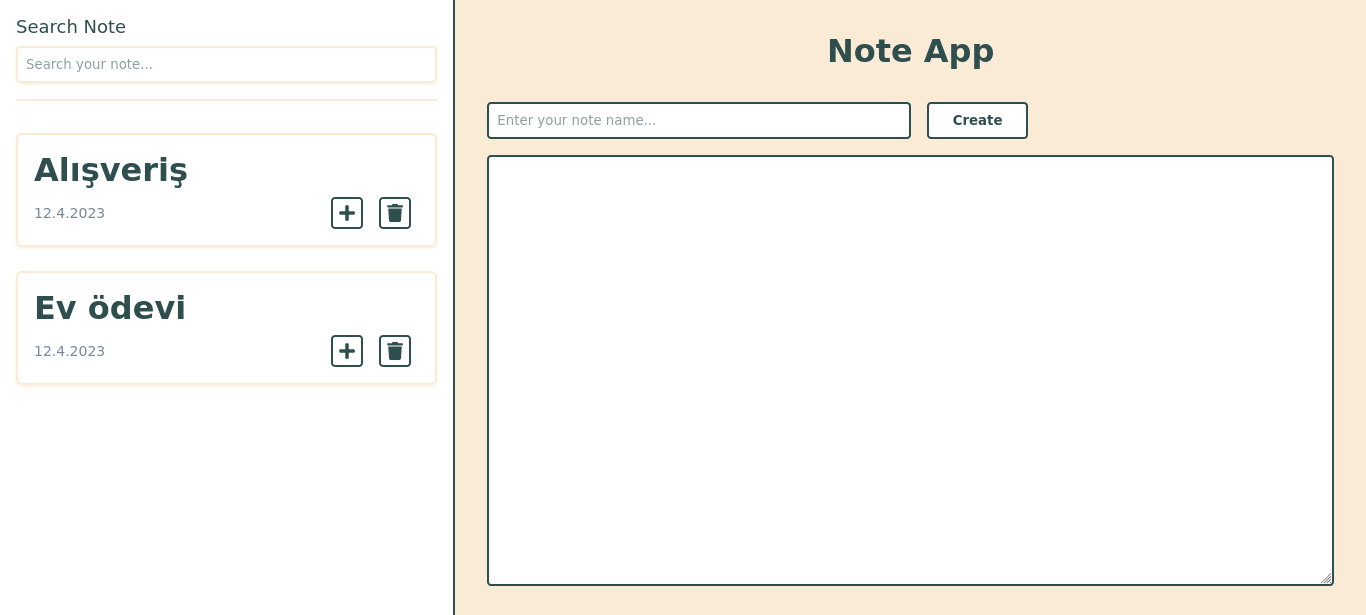 Search Note
Search your note...
Alışveriş
12.4.2023
Ev ödevi
12.4.2023
Note App
Enter your note name...
Create